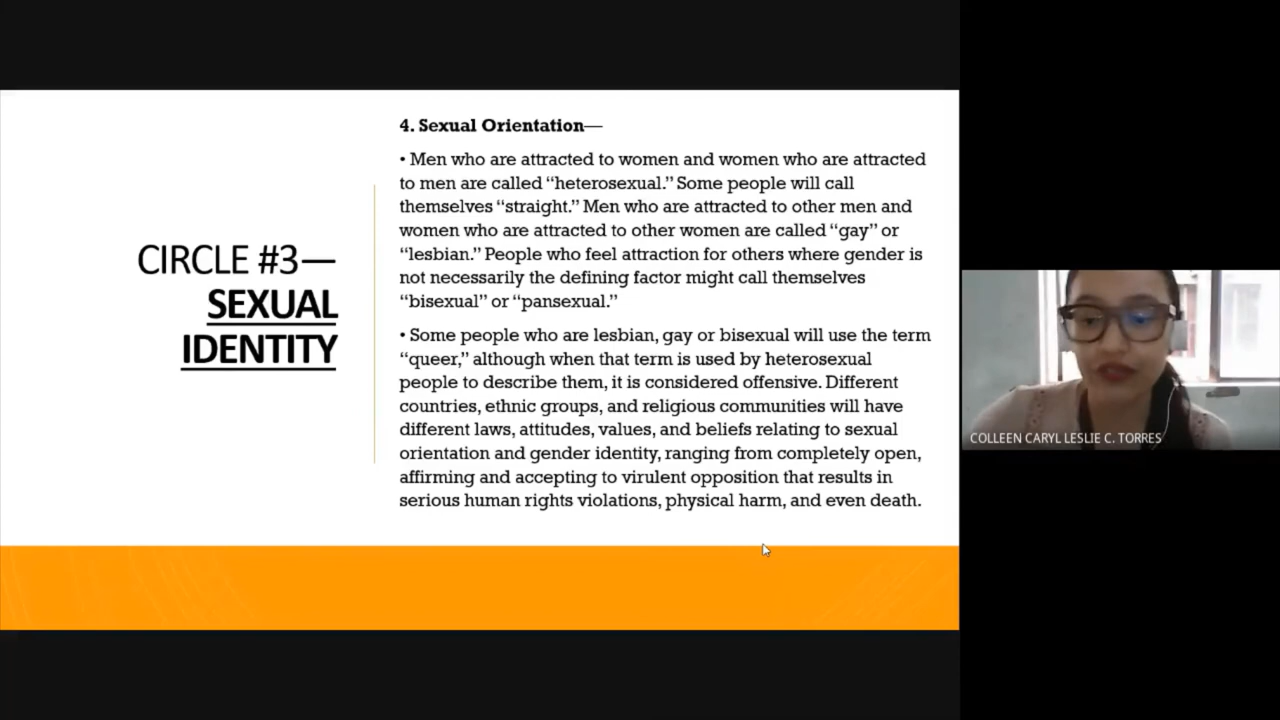 CIRCLE #3—
SEXUAL
IDENTITY
4. Sexual Orientation—
• Men who are attracted to women and women who are attracted
to men are called “heterosexual.” Some people will call
themselves “straight.” Men who are attracted to other men and
women who are attracted to other women are called “gay” or
“lesbian.” People who feel attraction for others where gender is
not necessarily the defining factor might call themselves
“bisexual” or “pansexual.”
• Some people who are lesbian, gay or bisexual will use the term
“queer,” although when that term is used by heterosexual
people to describe them, it is considered offensive. Different
countries, ethnic groups, and religious communities will have
different laws, attitudes, values, and beliefs relating to sexual
orientation and gender identity, ranging from completely open,
affirming and accepting to virulent opposition that results in
serious human rights violations, physical harm, and even death.
COLLEEN CARYL LESLIE C. TORRES